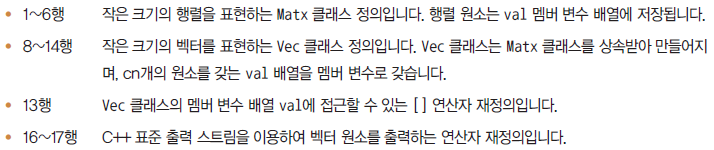 • 1~6행 작은 크기의 행렬을 표현하는 Matx 클래스 정의입니다. 행렬 원소는 val 멤버 변수 배열에 저장됩니다.
• 8~14행 작은 크기의 벡터를 표현하는 Vec 클래스 정의입니다. Vec 클래스는 Matx 클래스를 상속받아 만들어지
며, cn개의 원소를 갖는 val 배열을 멤버 변수로 갖습니다.
• 13행 Vec 클래스의 멤버 변수 배열 val에 접근할 수 있는 [] 연산자 재정의입니다.
• 16~17행 C++ 표준 출력 스트림을 이용하여 벡터 원소를 출력하는 연산자 재정의입니다.